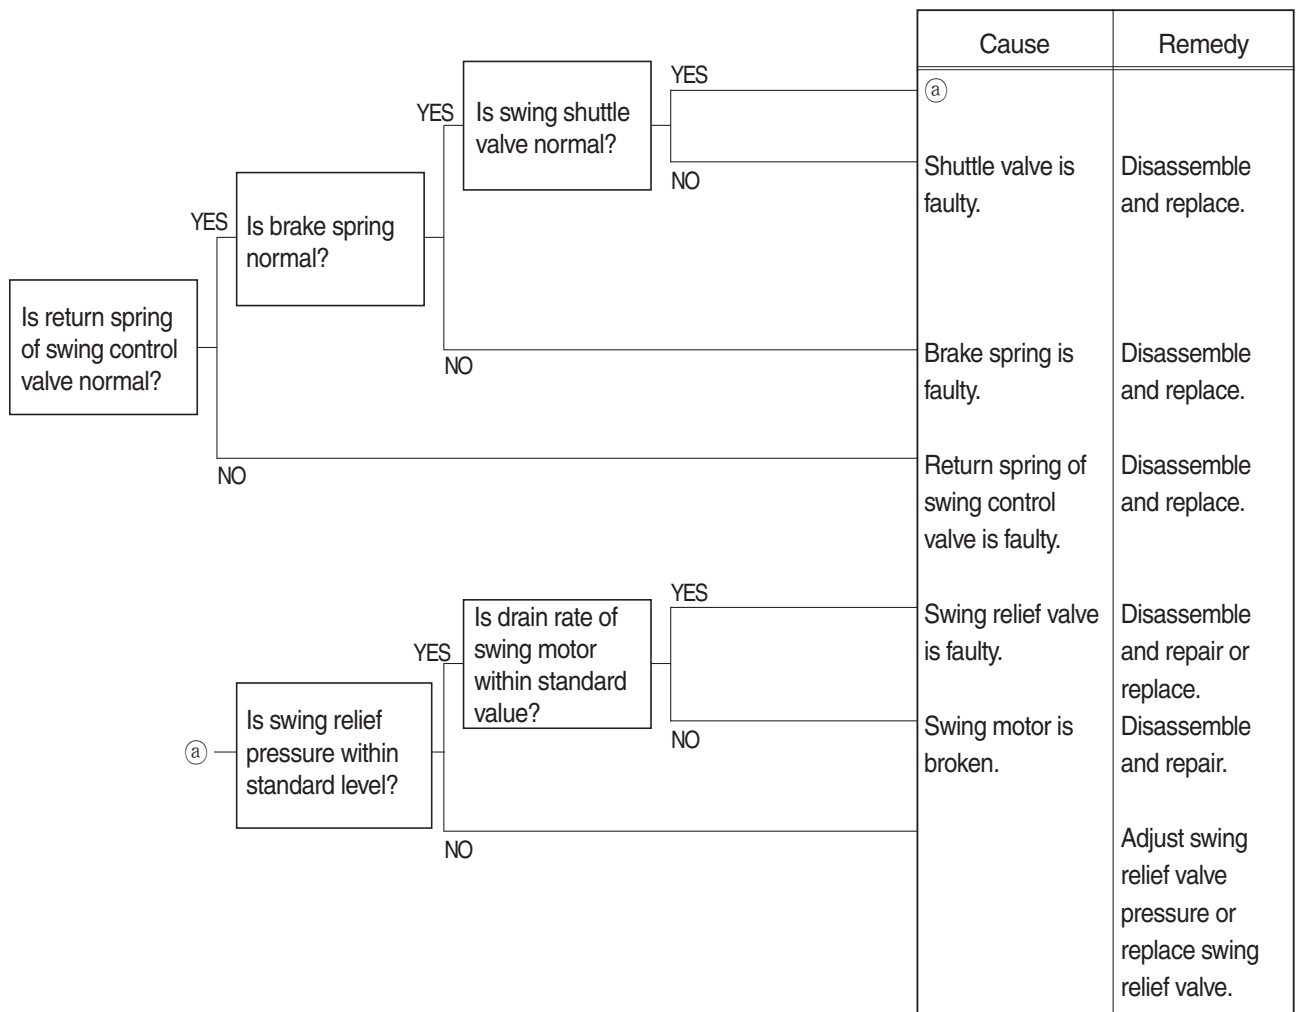 Cause
Remedy
YES
ⓐ
YES
Is swing shuttle
valve normal?
NO
Shuttle valve is
faulty.
Disassemble
and replace.
YES
Is brake spring
normal?
NO
Brake spring is
faulty.
Disassemble
and replace.
Is return spring
of swing control
valve normal?
NO
Return spring of
swing control
valve is faulty.
Disassemble
and replace.
YES
Swing relief valve
is faulty.
Disassemble
and repair or
replace.
YES
Is drain rate of
swing motor
within standard
value?
NO
Swing motor is
broken.
Disassemble
and repair.
ⓐ
Is swing relief
pressure within
standard level?
NO
Adjust swing
relief valve
pressure or
replace swing
relief valve.